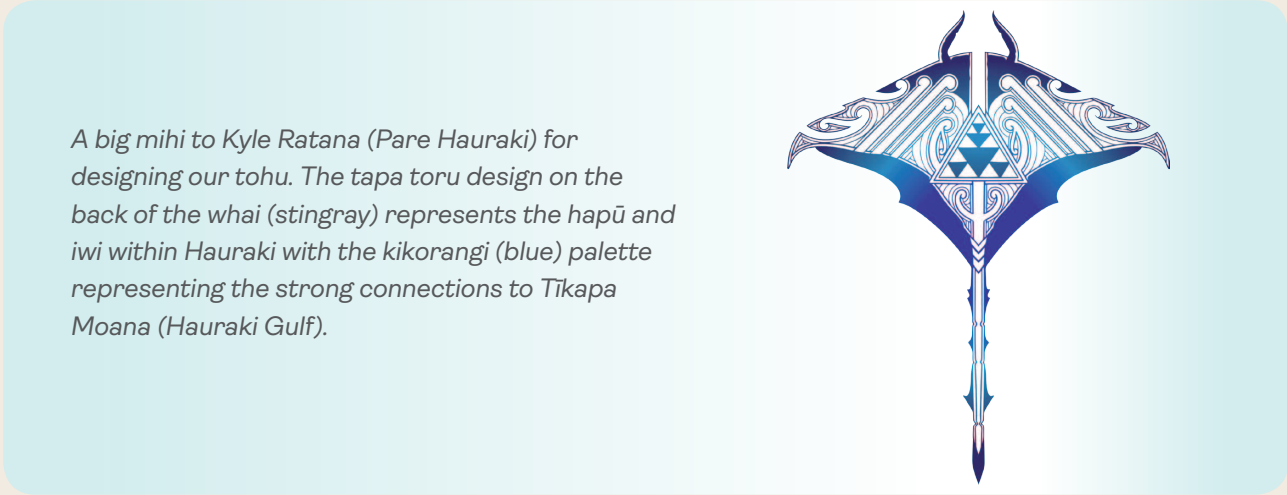 A big mihi to Kyle Ratana (Pare Hauraki) for
designing our tohu. The tapa toru design on the
back of the whai (stingray) represents the hapū and
iwi within Hauraki with the kikorangi (blue) palette
representing the strong connections to Tīkapa
Moana (Hauraki Gulf).